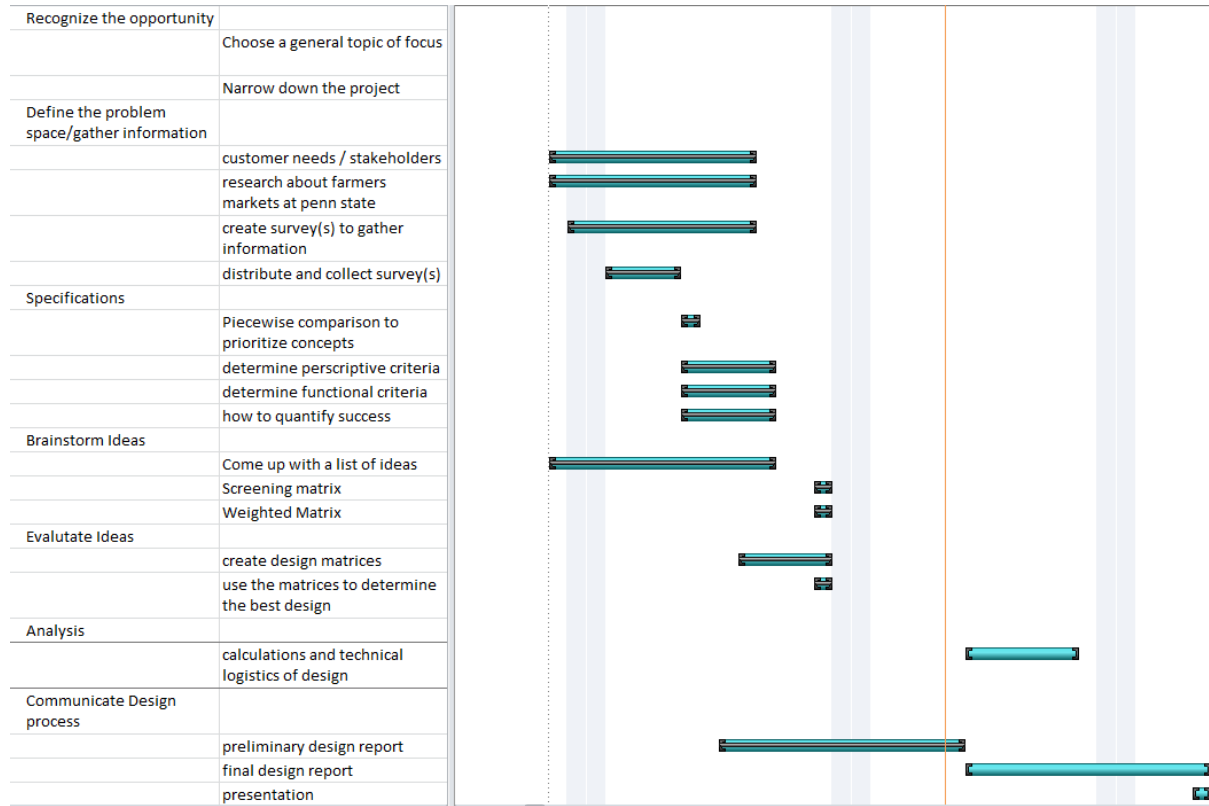 Recognize the opportunity
Choose a general topic of focus
Narrow down the project
Define the problem
space/gather information
customer needs / stakeholders
research about farmers
markets at penn state
create survey(s) to gather
information
distribute and collect survey(s)
Specifications
Piecewise comparison to
prioritize concepts
determine perscriptive criteria
determine functional criteria
how to quantify success
Brainstorm Ideas
Come up with a list of ideas
Screening matrix
Weighted Matrix
Evalutate Ideas
create design matrices
use the matrices to determine
the best design
Analysis
calculations and technical
logistics of design
Communicate Design
process
preliminary design report
final design report
presentation